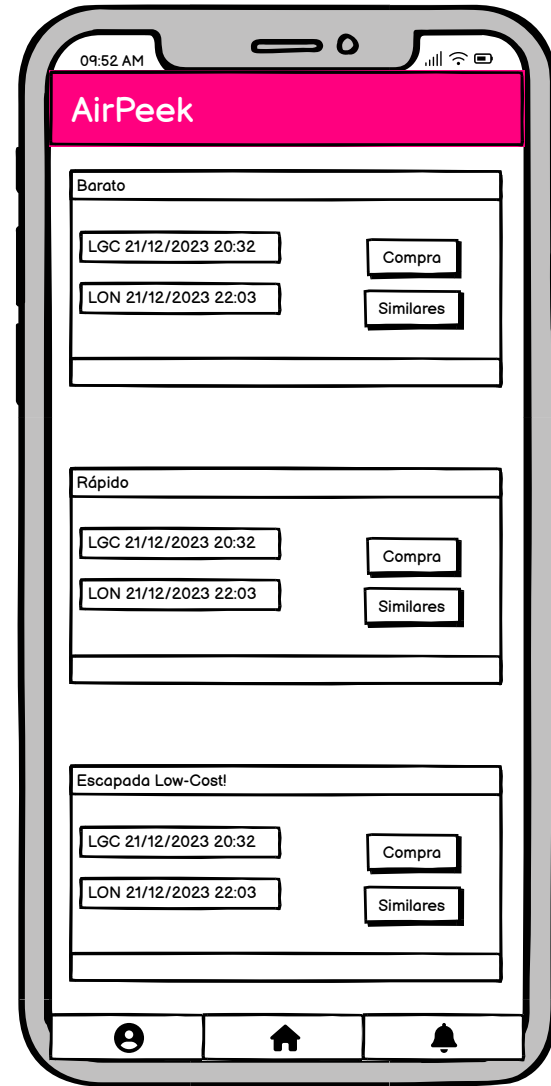 09:52 AM
AirPeek
Barato
LGC 21/12/2023 20:32
Compra
LON 21/12/2023 22:03
Similares
Rápido
LGC 21/12/2023 20:32
Compra
LON 21/12/2023 22:03
Similares
Escapada Low-Cost!
LGC 21/12/2023 20:32
Compra
LON 21/12/2023 22:03
Similares